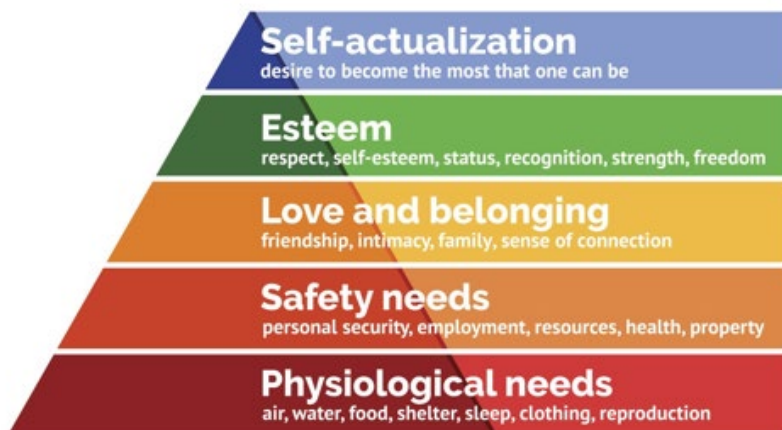 Self-actualization
desire to become the most that one can be
Esteem
respect, self-esteem, status, recognition, strength, freedom
Love and belonging
friendship, intimacy, family, sense of connection
Safety needs
personal security, employment, resources, health, property
Physiological needs
air, water, food, shelter, sleep, clothing, reproduction